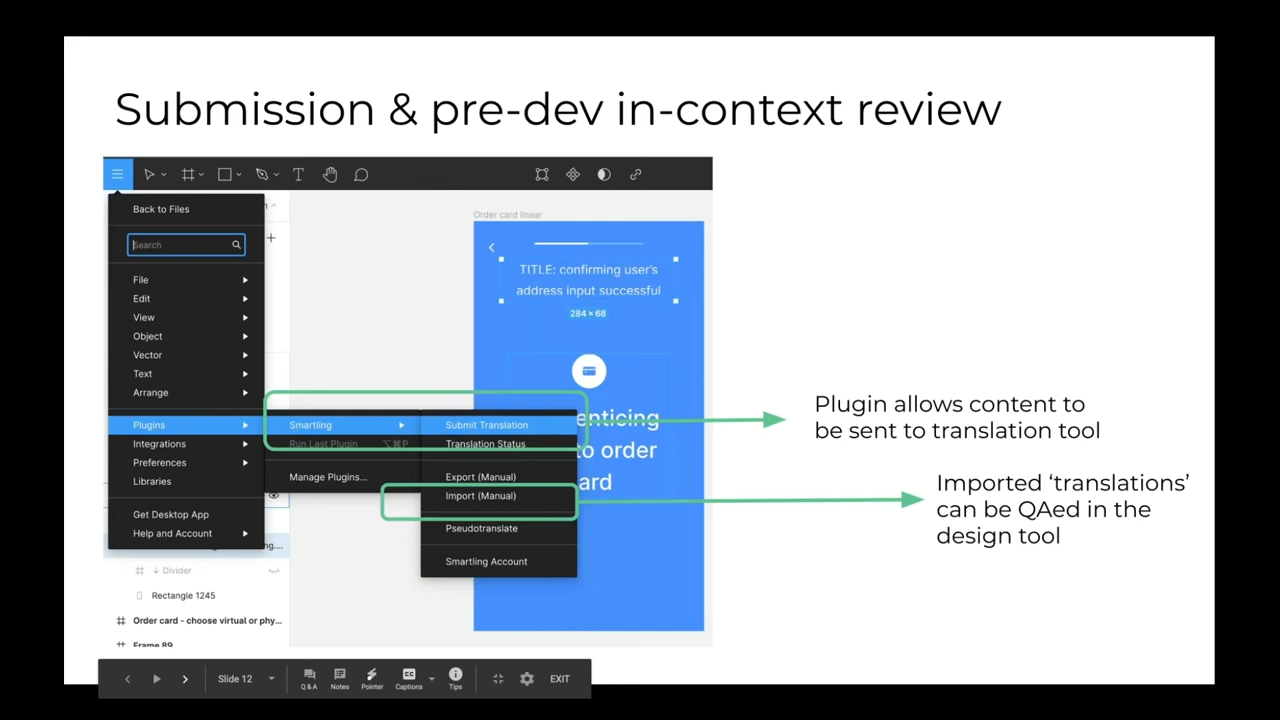 Submission & pre-dev in-context review
Back to Files
Search
File
Edit
View
Object
Vector
Text
Arrange
Plugins
Integrations
Preferences
Libraries
Get Desktop App
Help and Account
Smartling
Run Last Plugin ⌥⌘P
Manage Plugins...
Submit Translation
Translation Status
Export (Manual)
Import (Manual)
Pseudotranslate
Smartling Account
Divider
Rectangle 1245
Order card - choose virtual or phy...
Frame 89
Order card linear
TITLE: confirming user's
address input successful
284 × 68
enticing
to order
ard
Plugin allows content to
be sent to translation tool
Imported ‘translations’
can be QAed in the
design tool
Slide 12
Q & A
Notes
Pointer
CC
Captions
Tips
EXIT